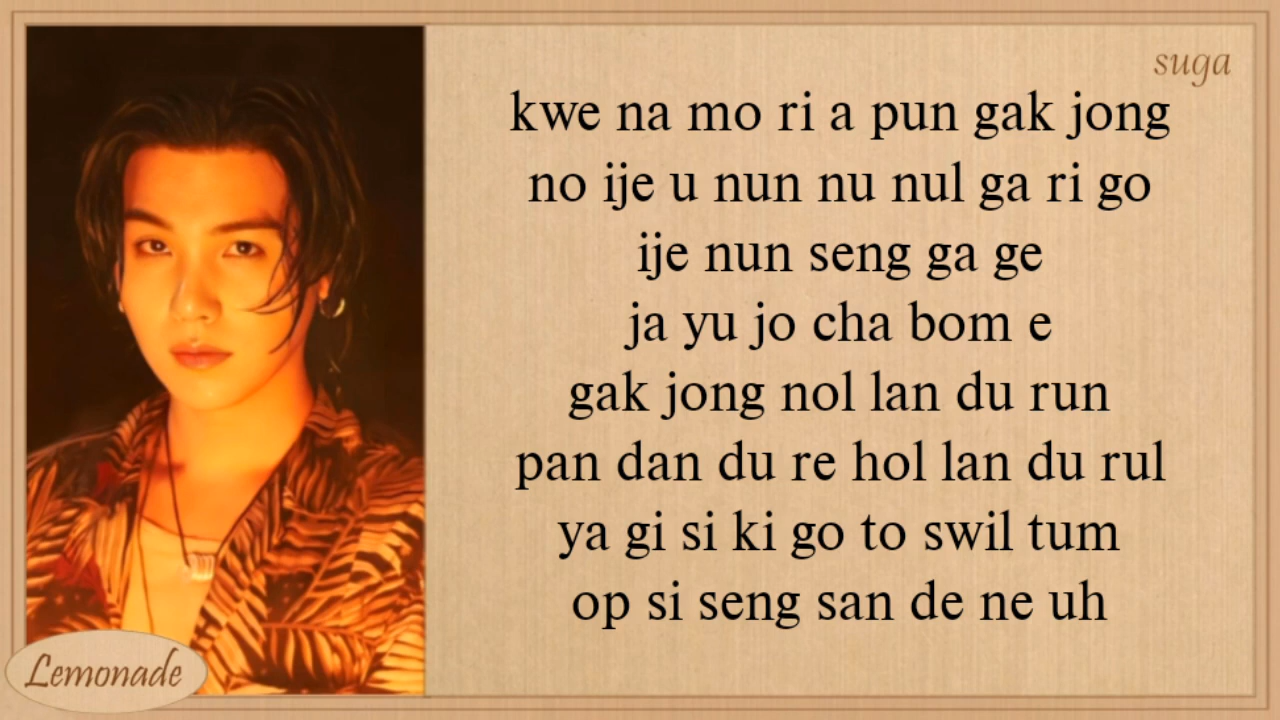 suga
kwe na mo ri a pun gak jong
no ije u nun nu nul ga ri go
ije nun seng ga ge
ja yu jo cha bom e
gak jong nol lan du run
pan dan du re hol lan du rul
ya gi si ki go to swil tum
op si seng san de ne uh
Lemonade